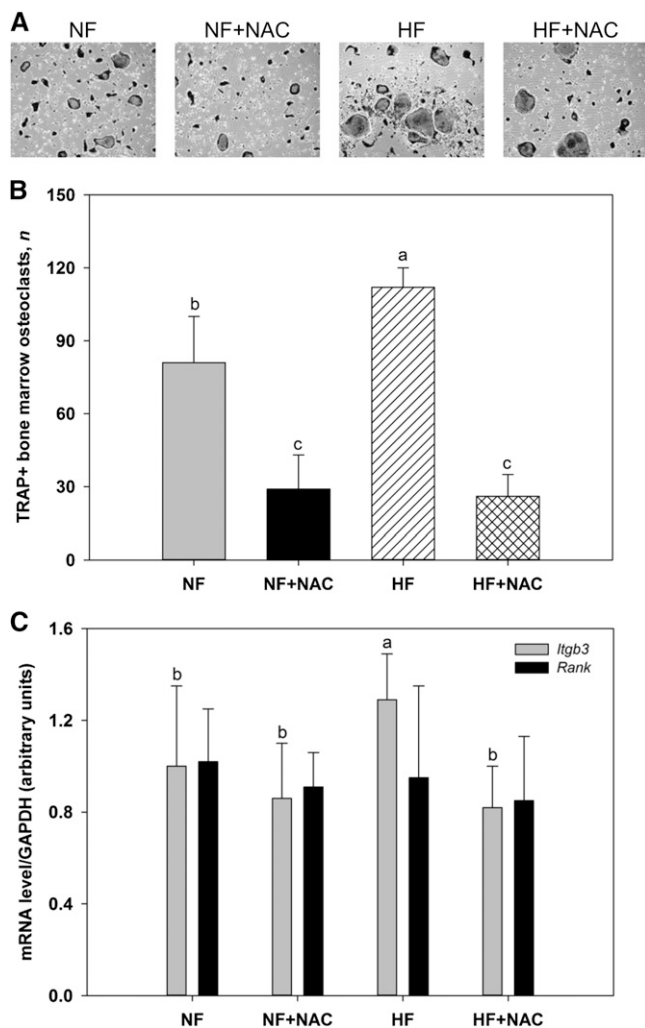 A
NF NF+NAC HF HF+NAC
B
TRAP+ bone marrow osteoclasts, n
150
120
90
60
30
0
b
c
a
c
NF NF+NAC HF HF+NAC
C
mRNA level/GAPDH (arbitrary units)
1.6
1.2
0.8
0.4
0.0
b
b
a
b
Itgb3
Rank
NF NF+NAC HF HF+NAC